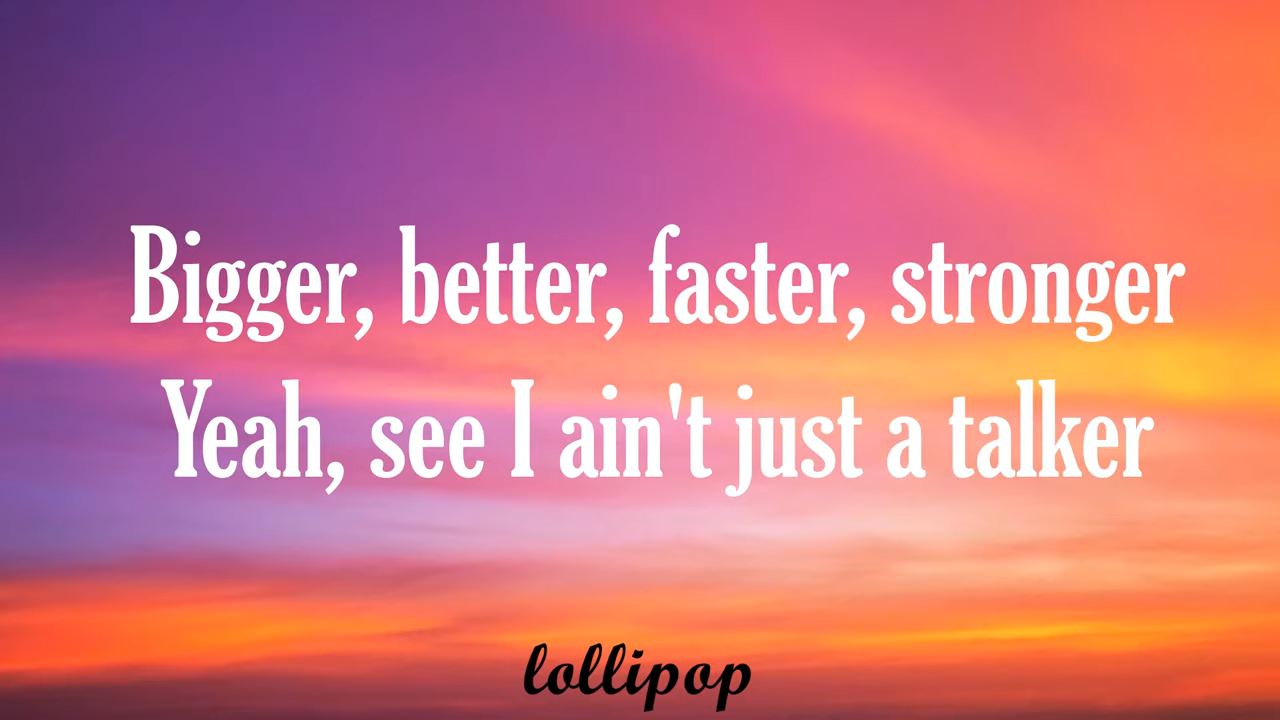 Bigger, better, faster, stronger
Yeah, see I ain't just a talker
lollipop